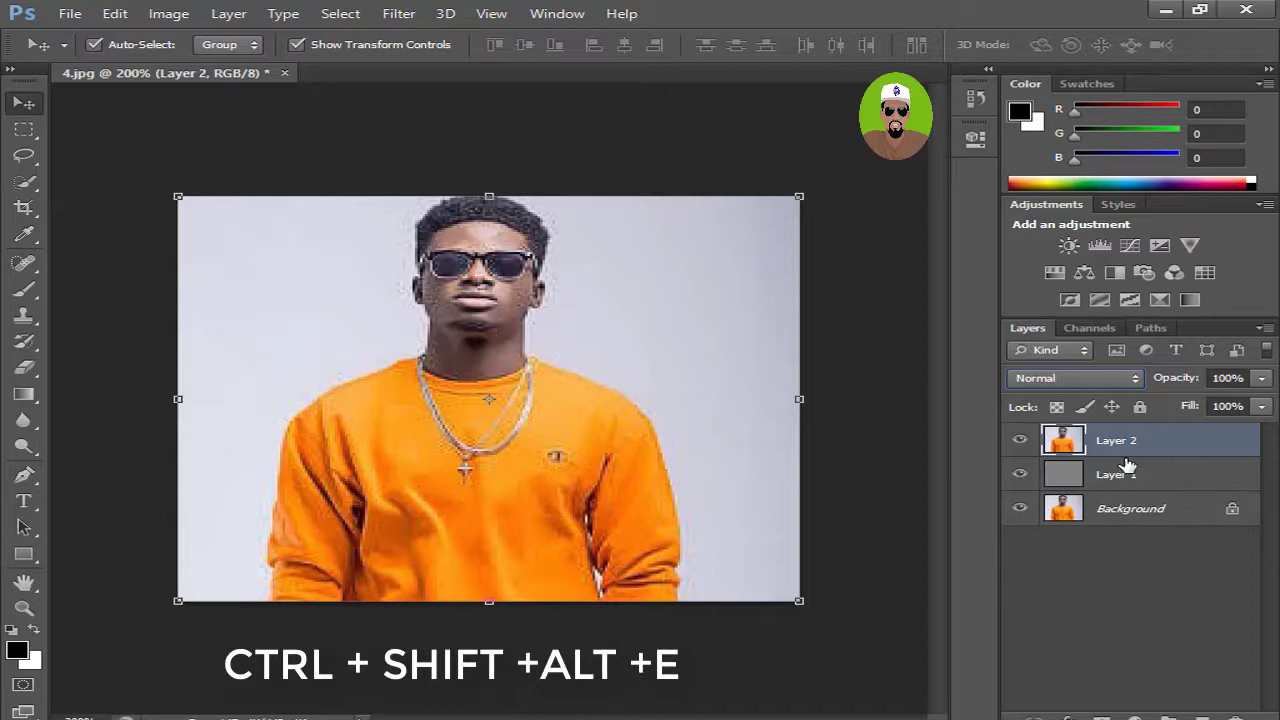 Ps File Edit Image Layer Type Select Filter 3D View Window Help
Auto-Select: Group Show Transform Controls 3D Mode:
4.jpg @ 200% (Layer 2, RGB/8) *
Color Swatches
R 0
G 0
B 0
Adjustments Styles
Add an adjustment
Layers Channels Paths
Kind
Normal Opacity: 100%
Lock: Fill: 100%
Layer 2
Layer 1
Background
CTRL + SHIFT +ALT +E